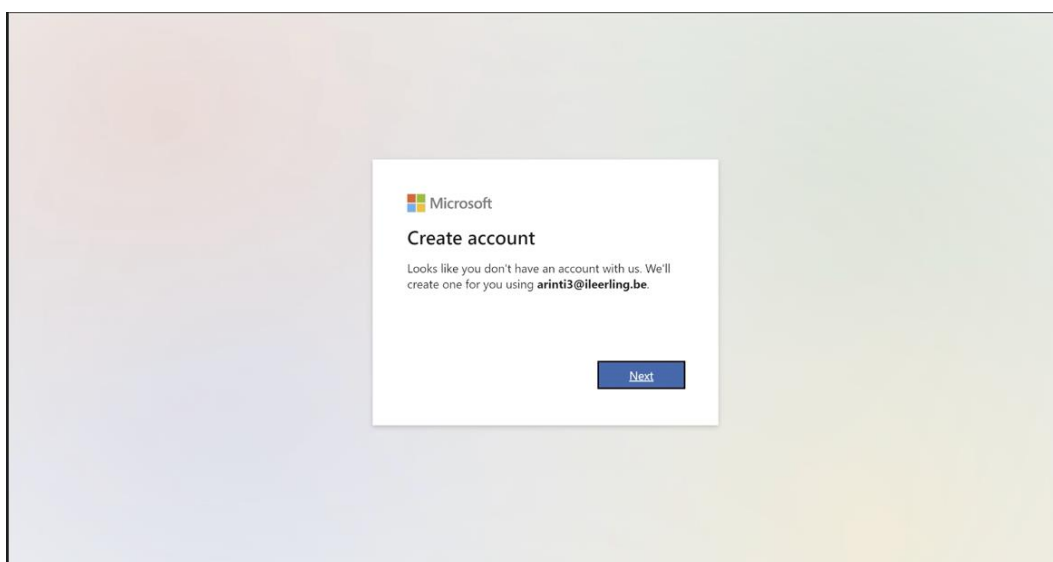 Microsoft
Create account
Looks like you don't have an account with us. We'll
create one for you using arinti3@ileerling.be.
Next